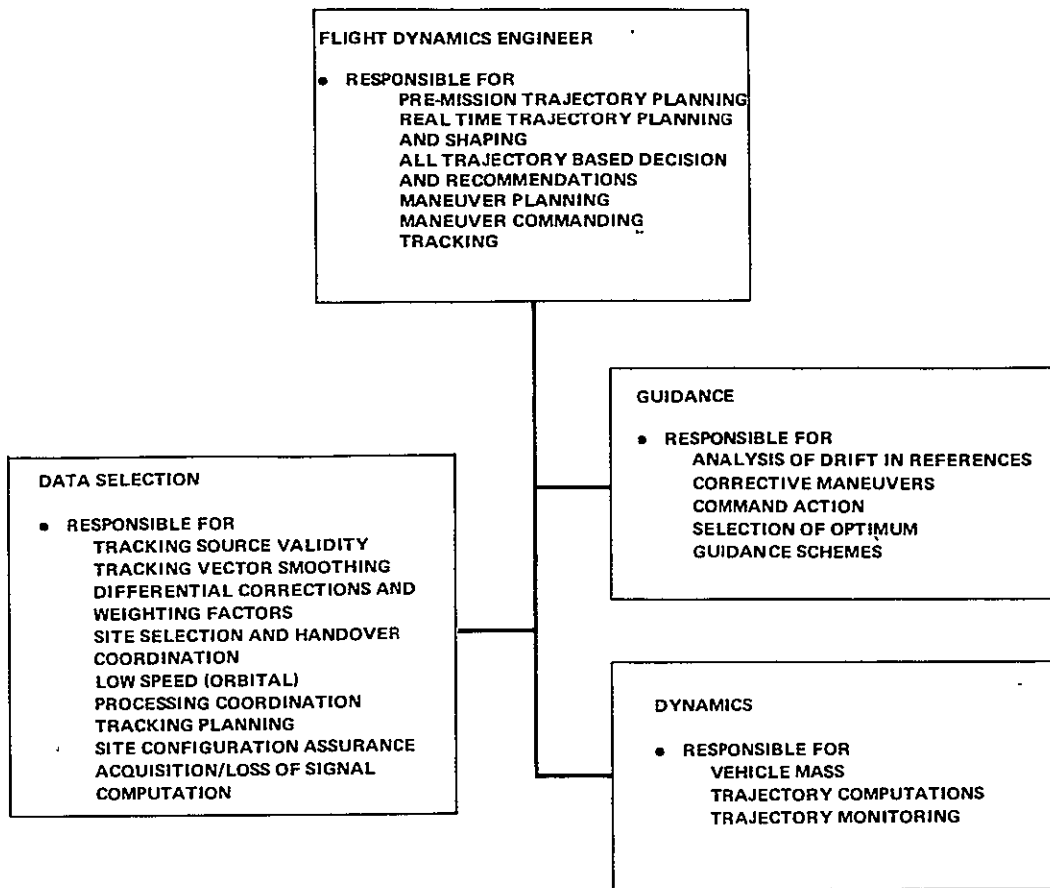 FLIGHT DYNAMICS ENGINEER
• RESPONSIBLE FOR
PRE-MISSION TRAJECTORY PLANNING
REAL TIME TRAJECTORY PLANNING
AND SHAPING
ALL TRAJECTORY BASED DECISION
AND RECOMMENDATIONS
MANEUVER PLANNING
MANEUVER COMMANDING
TRACKING
GUIDANCE
• RESPONSIBLE FOR
ANALYSIS OF DRIFT IN REFERENCES
CORRECTIVE MANEUVERS
COMMAND ACTION
SELECTION OF OPTIMUM
GUIDANCE SCHEMES
DATA SELECTION
• RESPONSIBLE FOR
TRACKING SOURCE VALIDITY
TRACKING VECTOR SMOOTHING
DIFFERENTIAL CORRECTIONS AND
WEIGHTING FACTORS
SITE SELECTION AND HANDOVER
COORDINATION
LOW SPEED (ORBITAL)
PROCESSING COORDINATION
TRACKING PLANNING
SITE CONFIGURATION ASSURANCE
ACQUISITION/LOSS OF SIGNAL
COMPUTATION
DYNAMICS
• RESPONSIBLE FOR
VEHICLE MASS
TRAJECTORY COMPUTATIONS
TRAJECTORY MONITORING